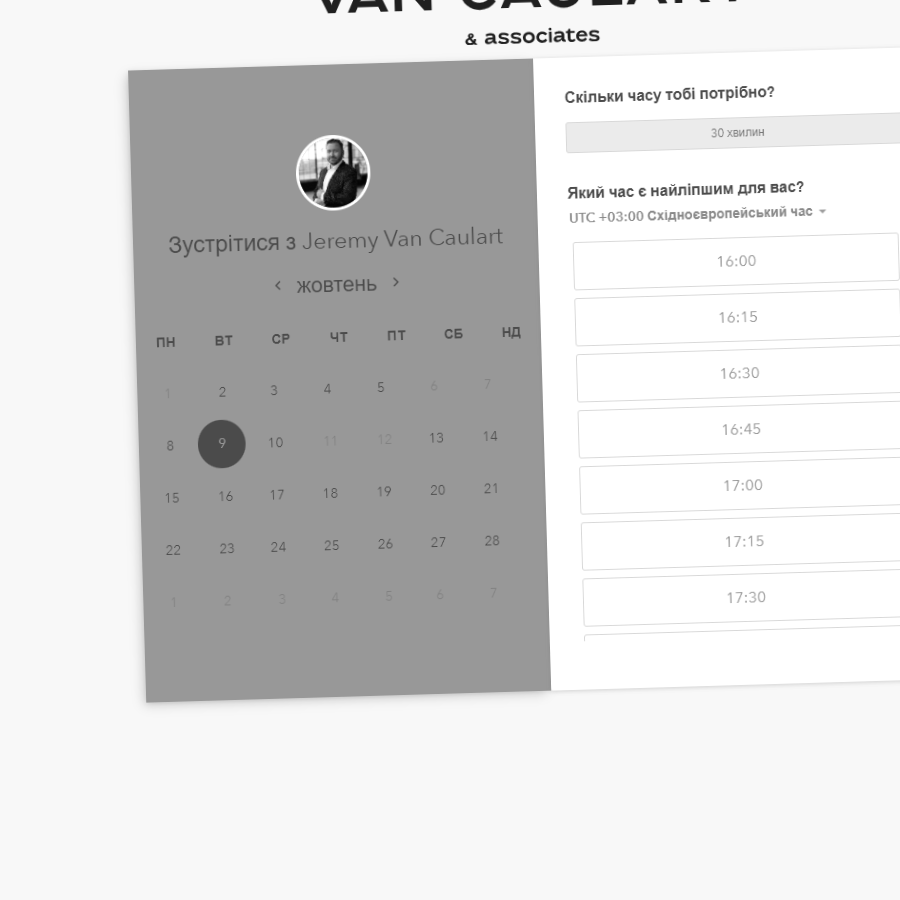 VAN CAULART
& associates
Зустрітися з Jeremy Van Caulart
жовтень
ПН ВТ СР ЧТ ПТ СБ НД
1 2 3 4 5 6 7
8 9 10 11 12 13 14
15 16 17 18 19 20 21
22 23 24 25 26 27 28
1 2 3 4 5 6 7
Скільки часу тобі потрібно?
30 хвилин
Який час є найліпшим для вас?
UTC +03:00 Східноєвропейський час
16:00
16:15
16:30
16:45
17:00
17:15
17:30